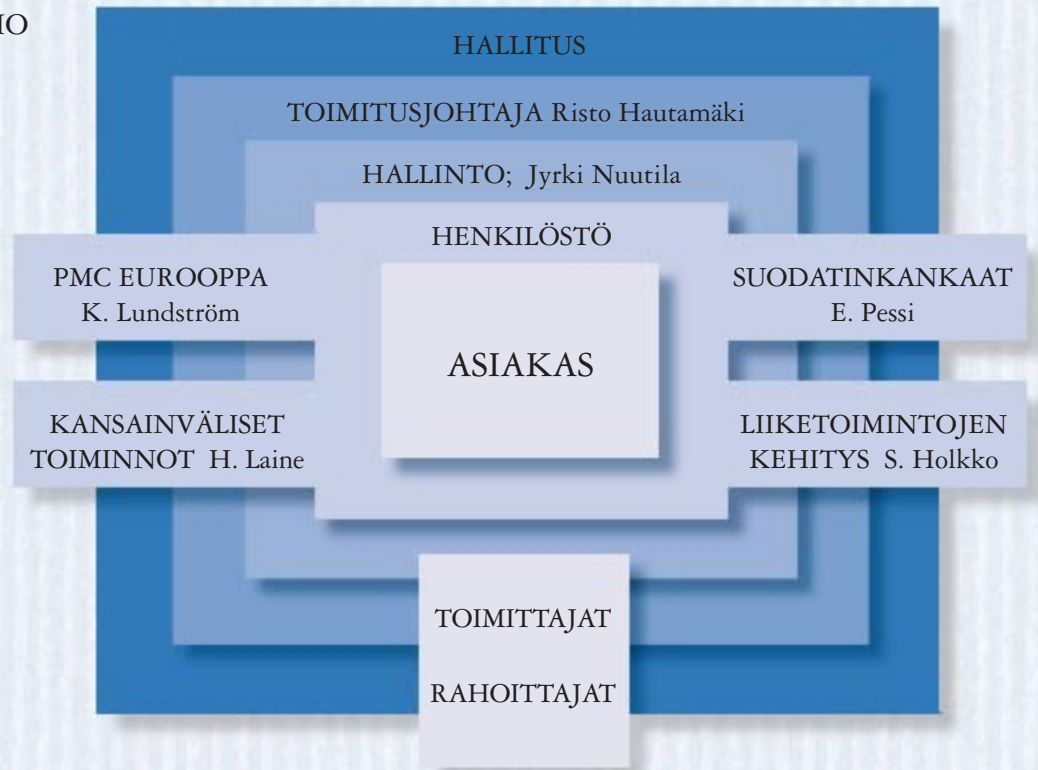 HALLITUS
TOIMITUSJOHTAJA Risto Hautamäki
HALLINTO; Jyrki Nuutila
HENKILÖSTÖ
PMC EUROOPPA
K. Lundström
SUODATINKANKAAT
E. Pessi
ASIAKAS
KANSAINVÄLISET
TOIMINNOT H. Laine
LIIKETOIMINTOJEN
KEHITYS S. Holkko
TOIMITTAJAT
RAHOITTAJAT